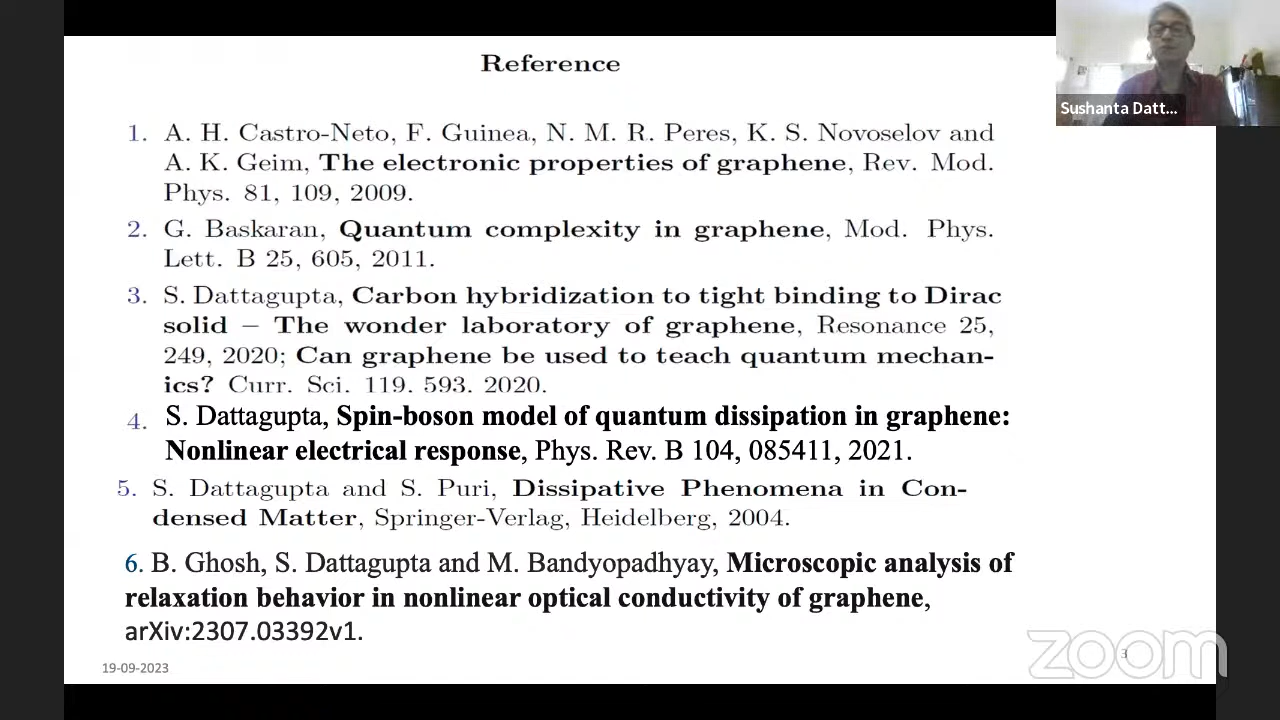 Reference
Sushanta Datt...
1. A. H. Castro-Neto, F. Guinea, N. M. R. Peres, K. S. Novoselov and
A. K. Geim, The electronic properties of graphene, Rev. Mod.
Phys. 81, 109, 2009.
2. G. Baskaran, Quantum complexity in graphene, Mod. Phys.
Lett. B 25, 605, 2011.
3. S. Dattagupta, Carbon hybridization to tight binding to Dirac
solid – The wonder laboratory of graphene, Resonance 25,
249, 2020; Can graphene be used to teach quantum mechan-
ics? Curr. Sci. 119, 593, 2020.
4. S. Dattagupta, Spin-boson model of quantum dissipation in graphene:
Nonlinear electrical response, Phys. Rev. B 104, 085411, 2021.
5. S. Dattagupta and S. Puri, Dissipative Phenomena in Con-
densed Matter, Springer-Verlag, Heidelberg, 2004.
6. B. Ghosh, S. Dattagupta and M. Bandyopadhyay, Microscopic analysis of
relaxation behavior in nonlinear optical conductivity of graphene,
arXiv:2307.03392v1.
19-09-2023
3
zoom